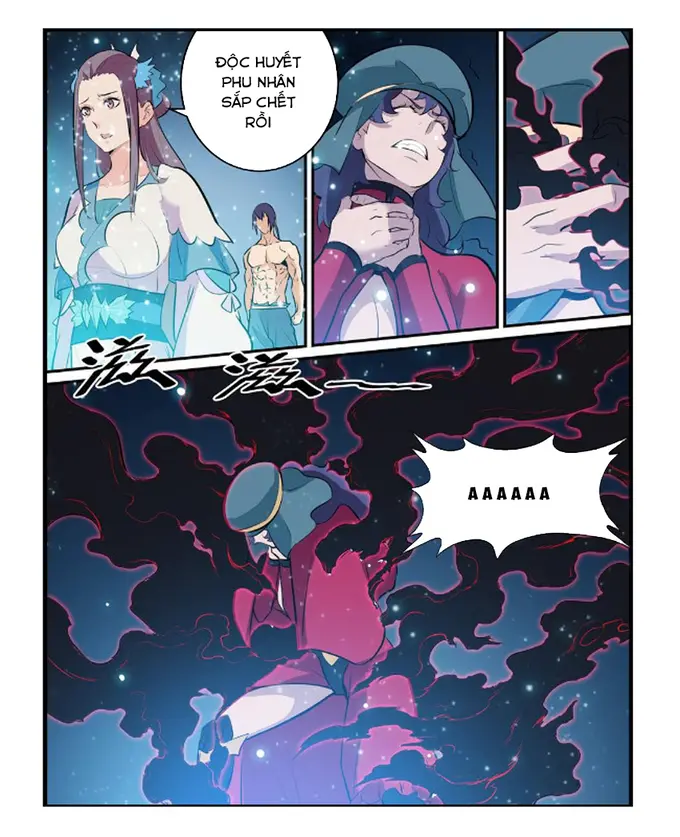 ĐỘC HUYẾT
PHU NHÂN
SẮP CHẾT
RỒI
滋 滋——
AAAAAA